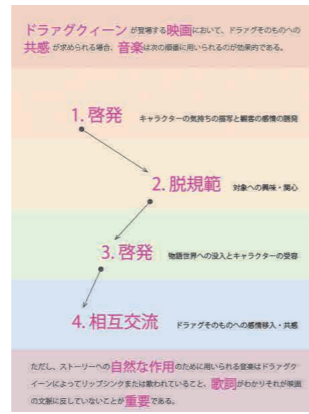 ドラァグクィーン が登場する映画において、ドラァグそのものへの
共感 が求められる場合、音楽は次の順番に用いられるのが効果的である。
1. 啓発 キャラクターの気持ちの描写と観客の感情の誘発
2. 脱規範 対象への興味・関心
3. 啓発 物語世界への没入とキャラクターの受容
4. 相互交流 ドラァグそのものへの感情移入・共感
ただし、ストーリーへの自然な作用のために用いられる音楽はドラァグク
イーンによってリップシンクまたは歌われていること、歌詞がわかりそれが映画
の文脈に反していないことが重要である。